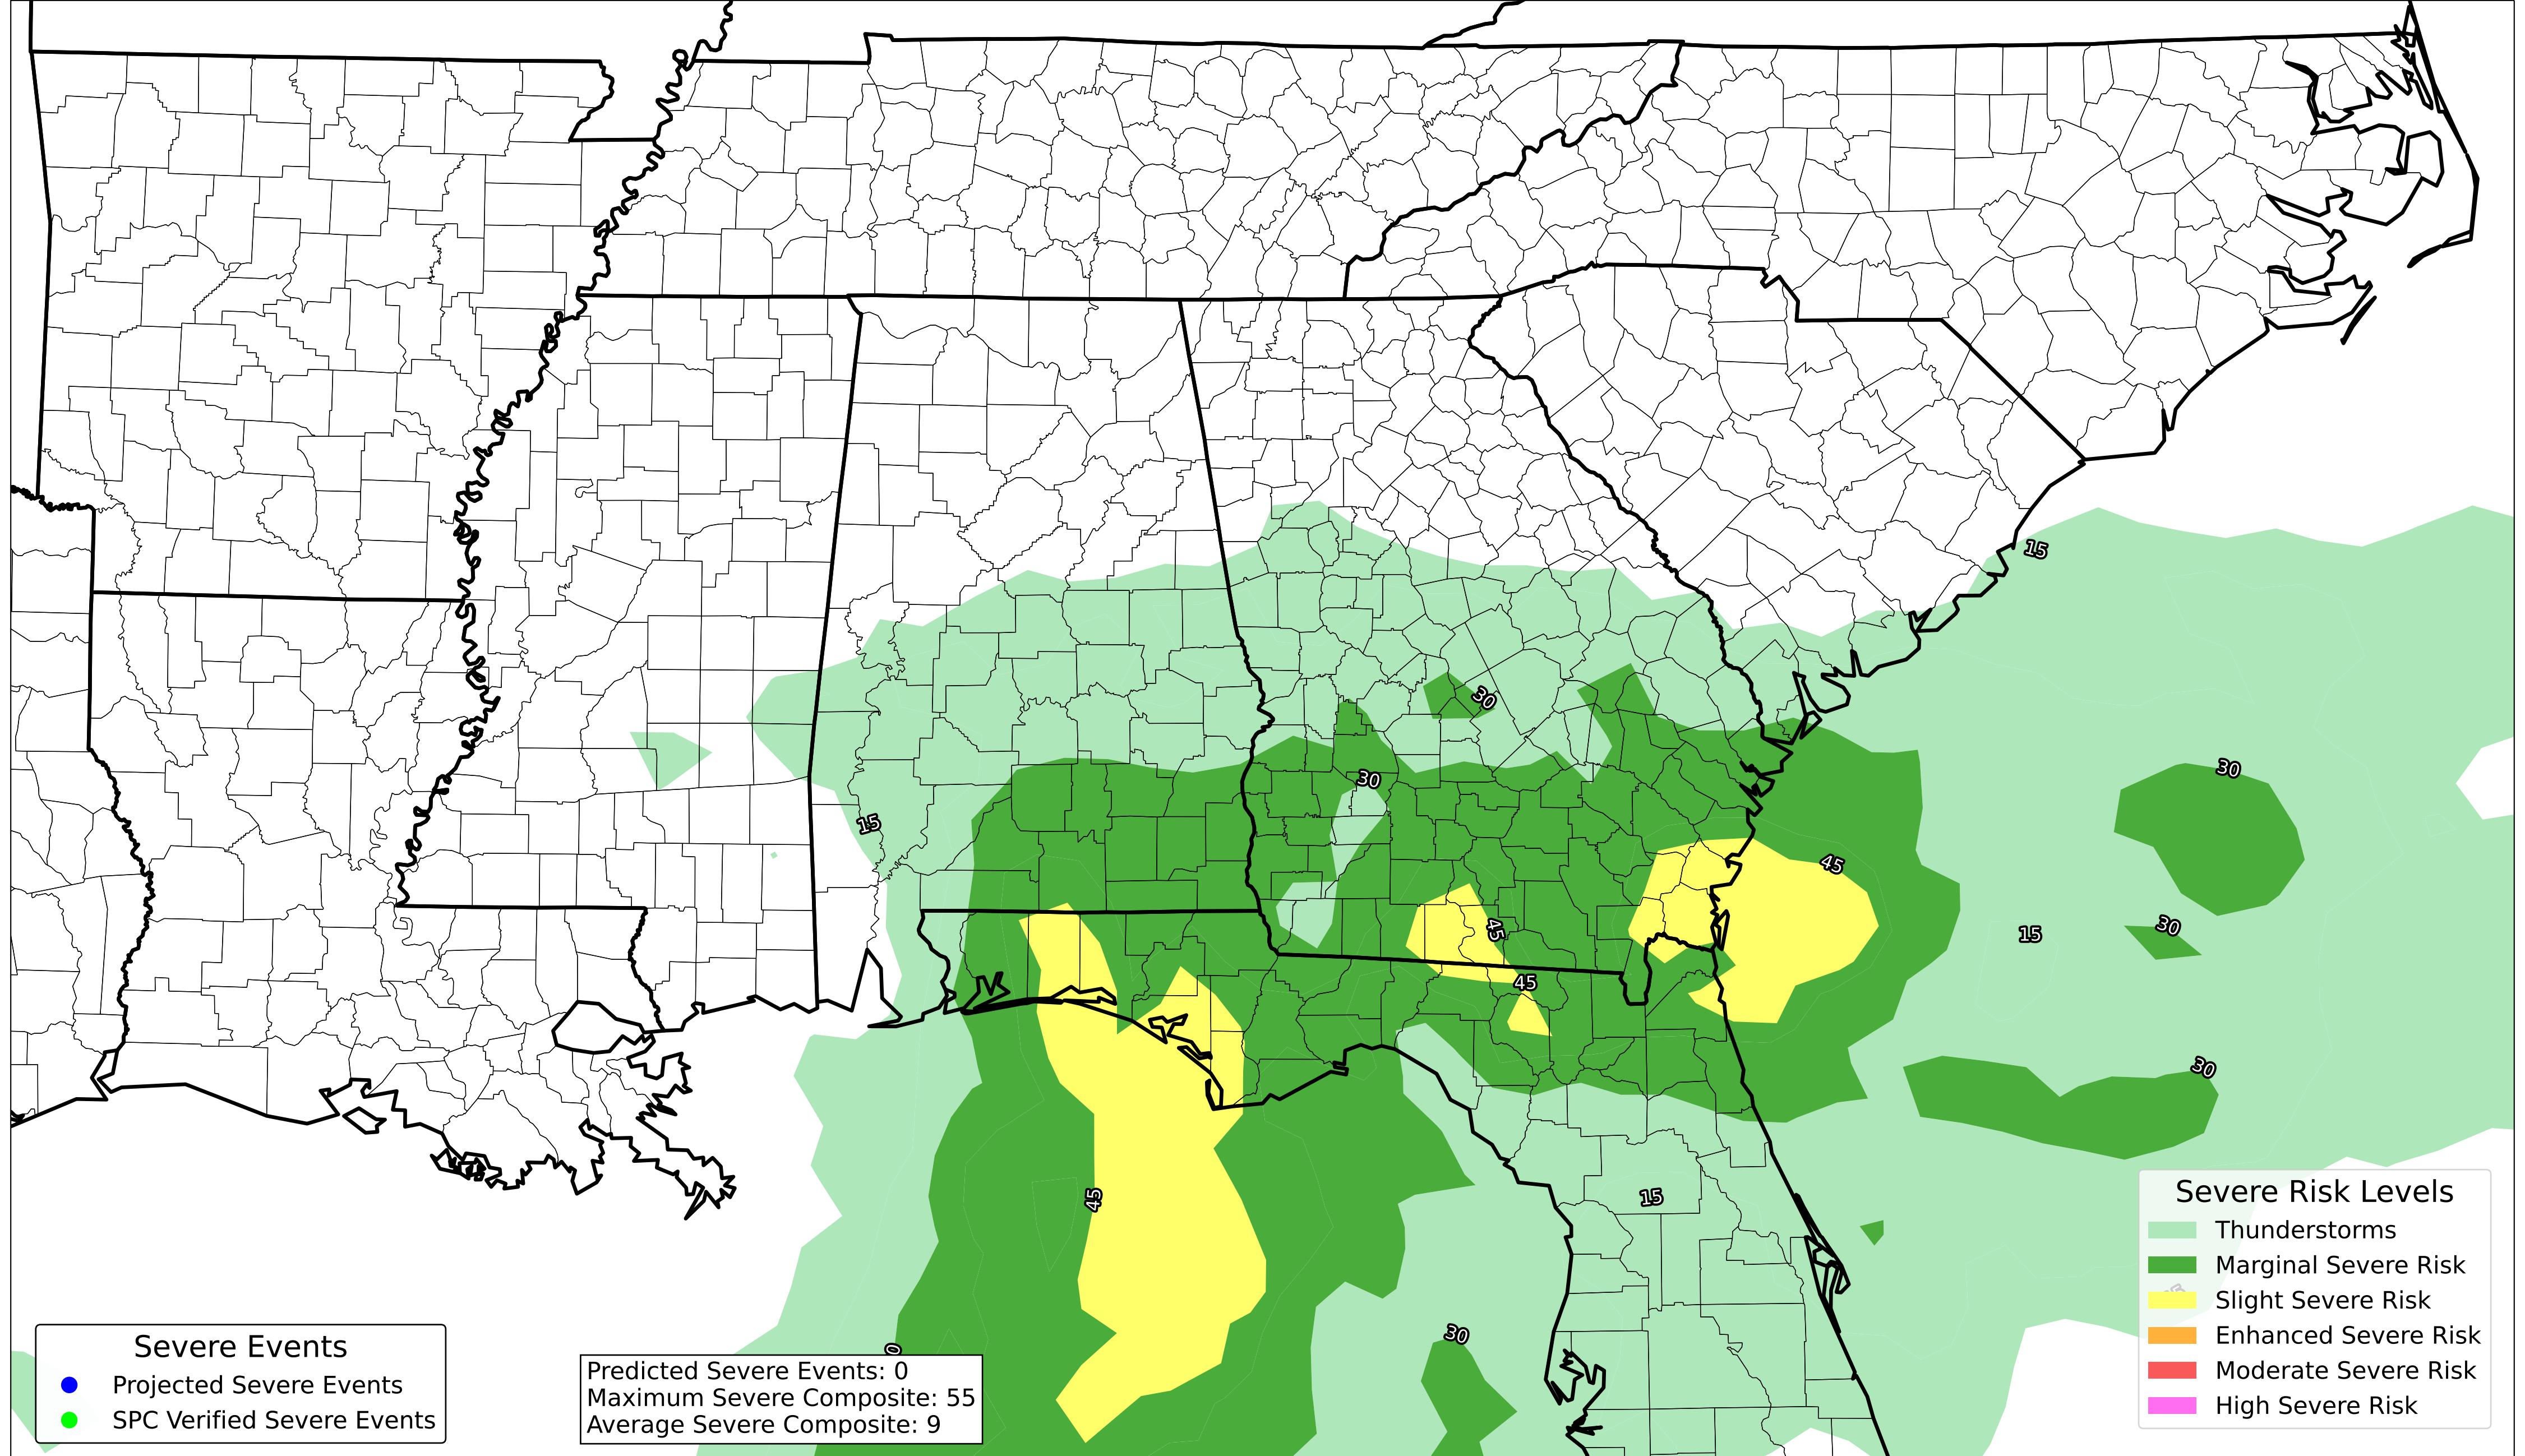 15
30
30
30
15
45
45
15
30
45
30
45
15
30
0
Severe Risk Levels
Thunderstorms
Marginal Severe Risk
Slight Severe Risk
Enhanced Severe Risk
Moderate Severe Risk
High Severe Risk
Severe Events
Projected Severe Events
SPC Verified Severe Events
Predicted Severe Events: 0
Maximum Severe Composite: 55
Average Severe Composite: 9